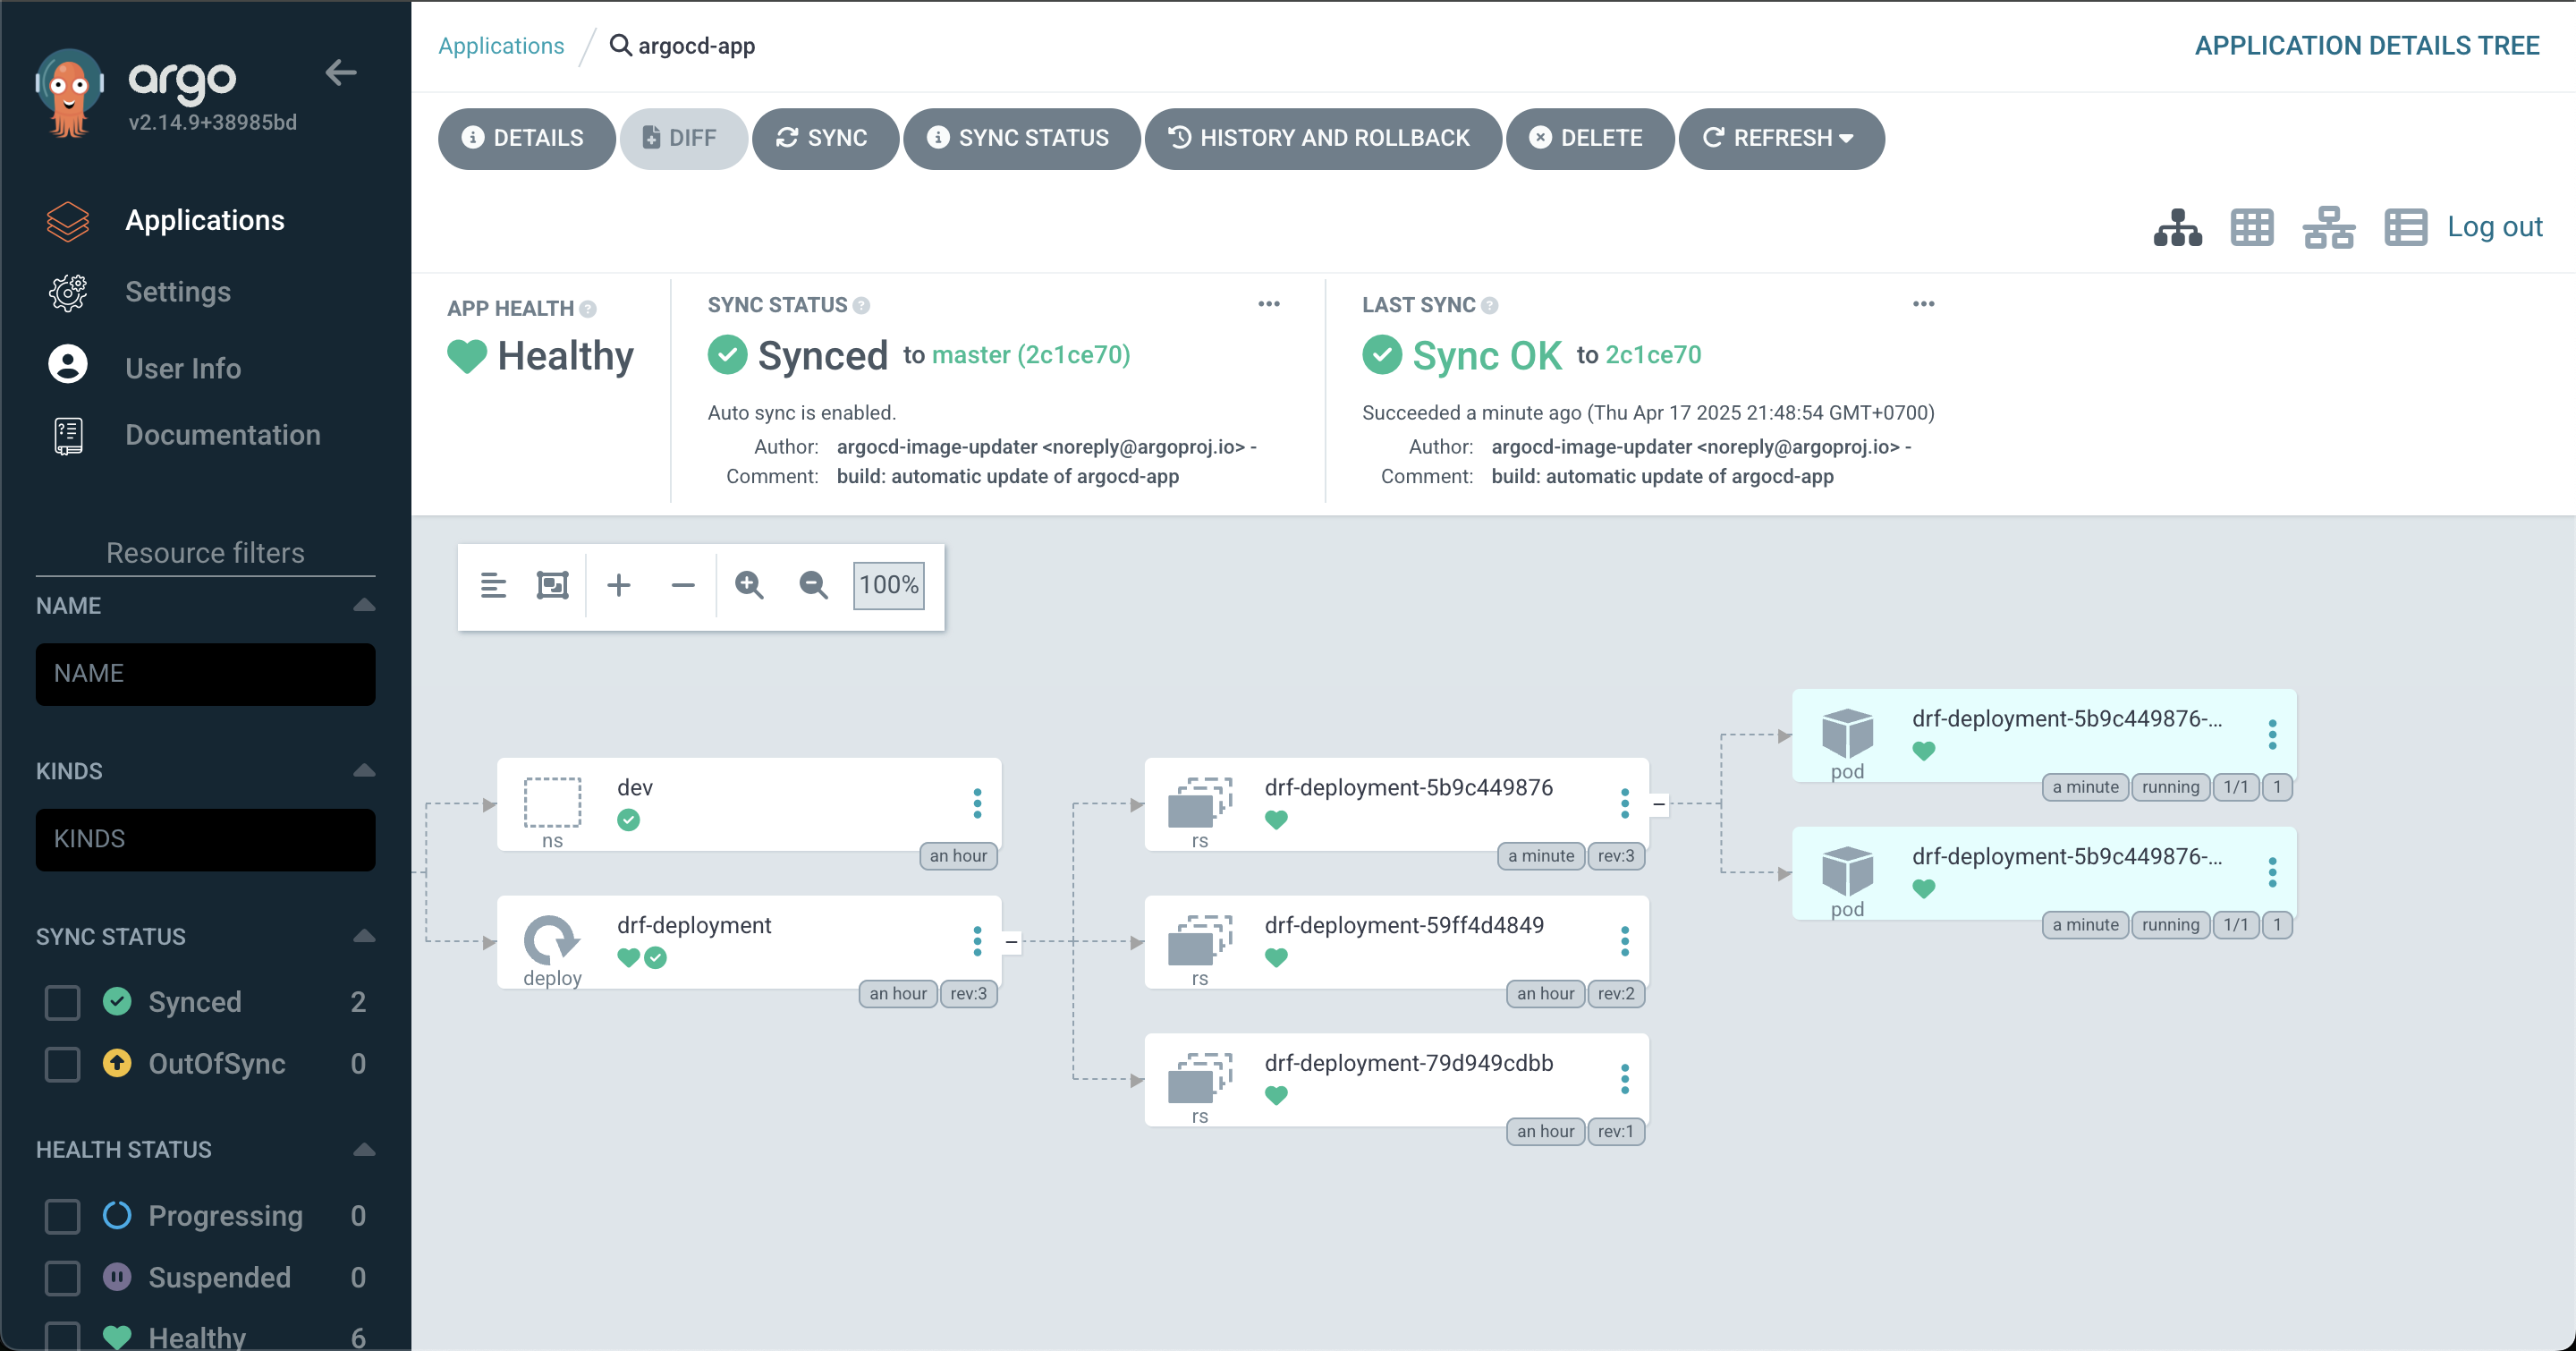 argo
v2.14.9+38985bd
Applications
Settings
User Info
Documentation
Resource filters
NAME
NAME
KINDS
KINDS
SYNC STATUS
Synced 2
OutOfSync 0
HEALTH STATUS
Progressing 0
Suspended 0
Healthy 6
Applications / argocd-app
APPLICATION DETAILS TREE
DETAILS DIFF SYNC SYNC STATUS HISTORY AND ROLLBACK DELETE REFRESH
Log out
APP HEALTH ?
Healthy
SYNC STATUS ? ...
Synced to master (2c1ce70)
Auto sync is enabled.
Author: argocd-image-updater <noreply@argoproj.io> -
Comment: build: automatic update of argocd-app
LAST SYNC ? ...
Sync OK to 2c1ce70
Succeeded a minute ago (Thu Apr 17 2025 21:48:54 GMT+0700)
Author: argocd-image-updater <noreply@argoproj.io> -
Comment: build: automatic update of argocd-app
100%
dev
ns
an hour
drf-deployment
deploy
an hour rev:3
drf-deployment-5b9c449876
rs
a minute rev:3
drf-deployment-59ff4d4849
rs
an hour rev:2
drf-deployment-79d949cdbb
rs
an hour rev:1
drf-deployment-5b9c449876-...
pod
a minute running 1/1 1
drf-deployment-5b9c449876-...
pod
a minute running 1/1 1